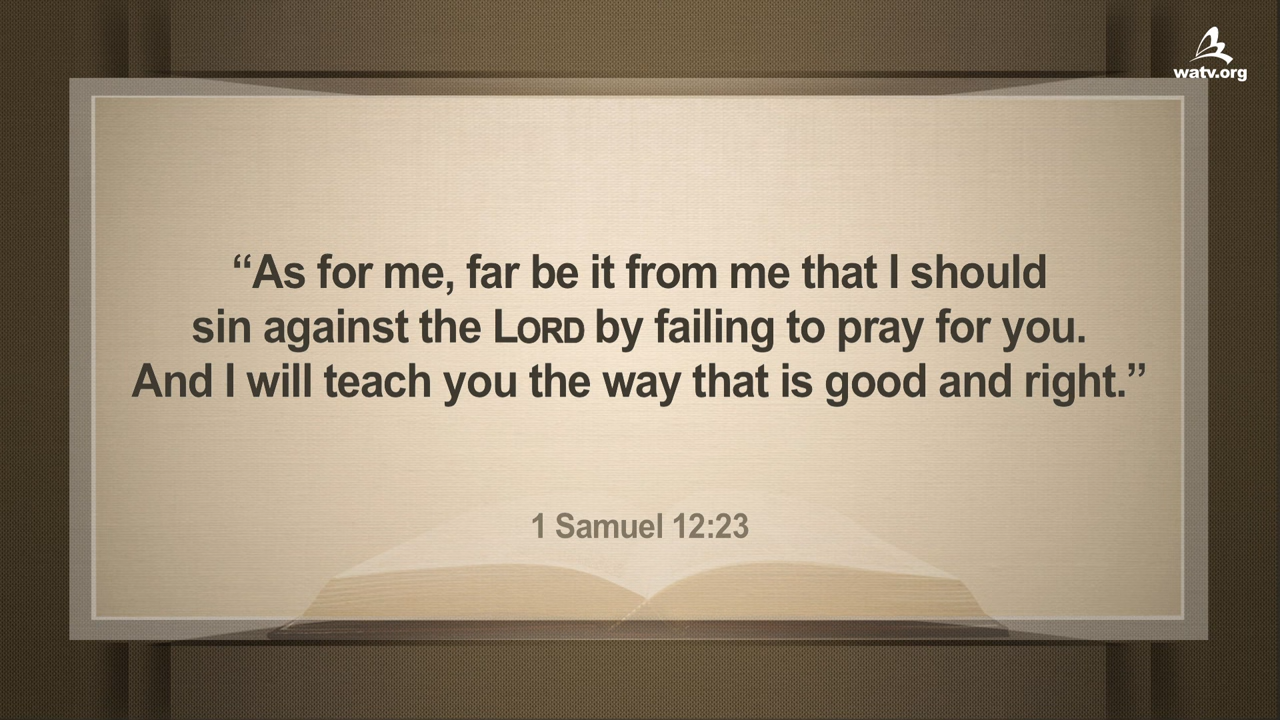 watv.org
“As for me, far be it from me that I should
sin against the LORD by failing to pray for you.
And I will teach you the way that is good and right.”
1 Samuel 12:23